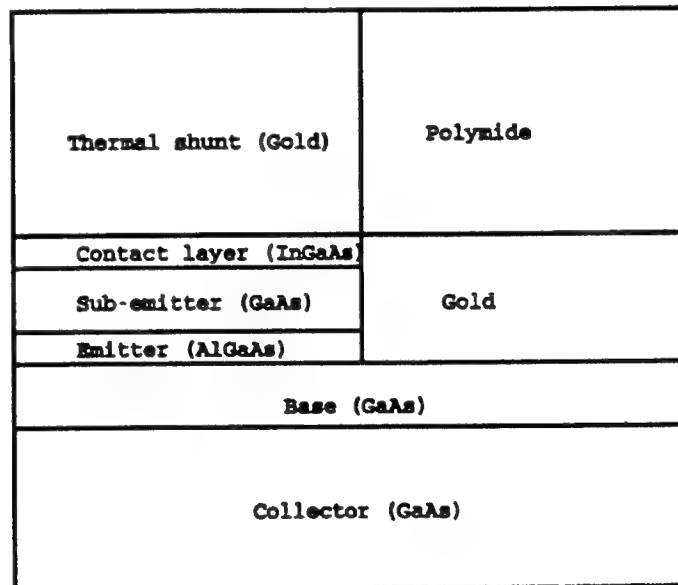 Thermal shunt (Gold)
Polymide
Contact layer (InGaAs)
Sub-emitter (GaAs)
Gold
Emitter (AlGaAs)
Base (GaAs)
Collector (GaAs)